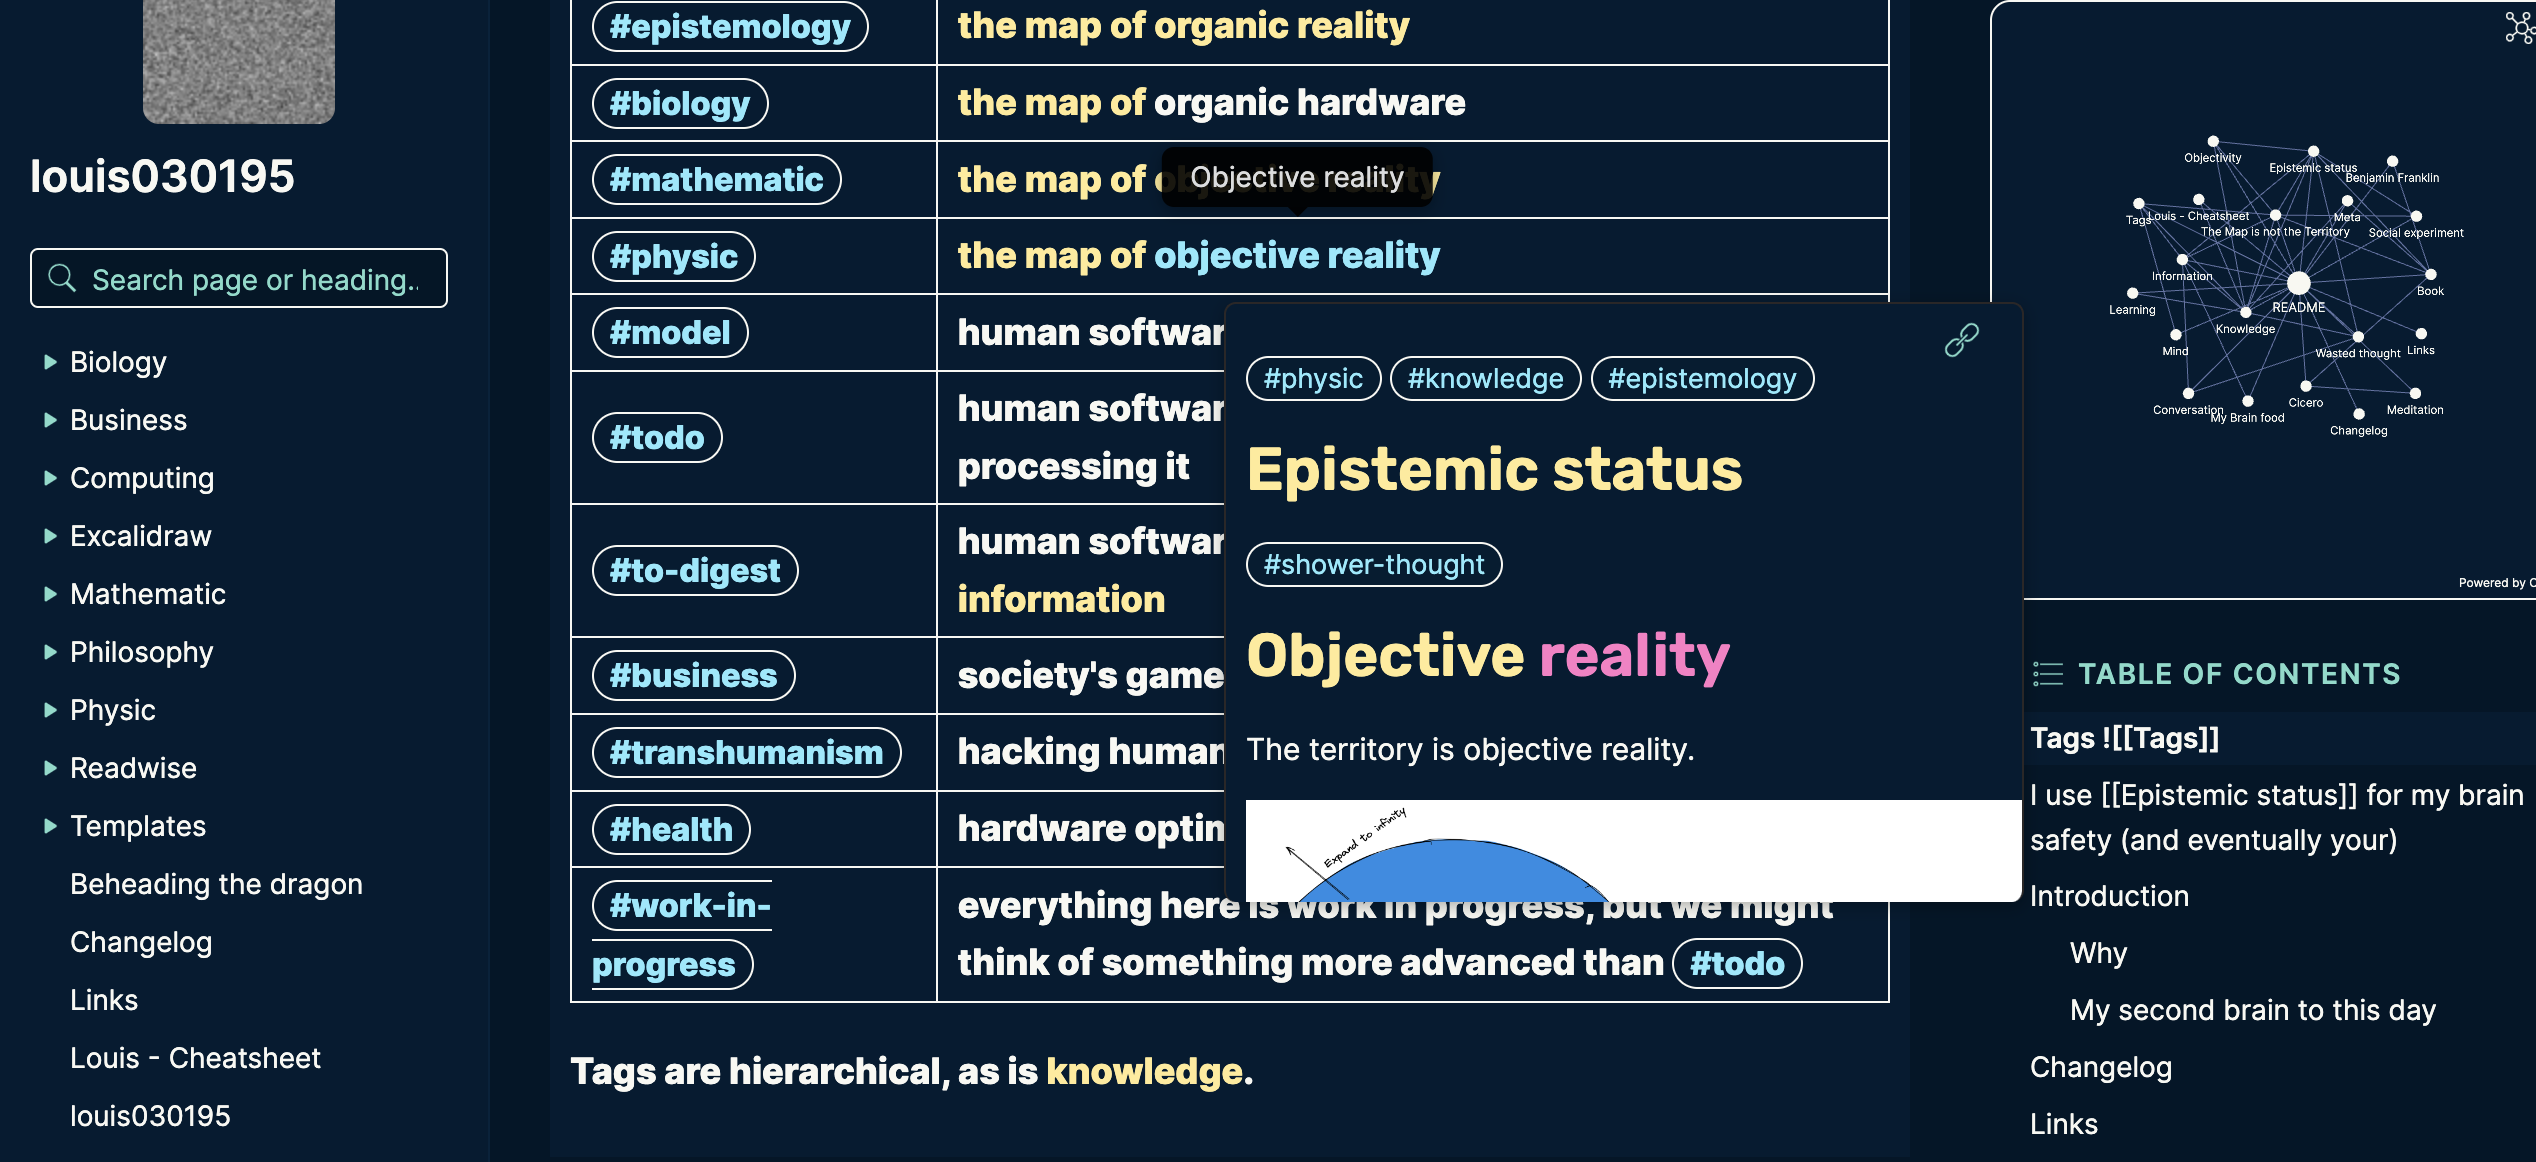 louis030195
Search page or heading..
Biology
Business
Computing
Excalidraw
Mathematic
Philosophy
Physic
Readwise
Templates
Beheading the dragon
Changelog
Links
Louis - Cheatsheet
louis030195
#epistemology the map of organic reality
#biology the map of organic hardware
#mathematic the map of objective reality
Objective reality
#physic the map of objective reality
#model human softwar
#todo human softwar
processing it
#to-digest human softwar
information
#business society's game
#transhumanism hacking human
#health hardware optim
#work-in-progress everything here is work in progress, but we might
think of something more advanced than #todo
Tags are hierarchical, as is knowledge.
#physic #knowledge #epistemology
Epistemic status
#shower-thought
Objective reality
The territory is objective reality.
Expand to infinity
Objectivity
Epistemic status
Benjamin Franklin
Tags
Louis - Cheatsheet
Meta
The Map is not the Territory
Social experiment
Information
Book
Learning
README
Knowledge
Mind
Wasted thought
Links
Conversation
My Brain food
Cicero
Meditation
Changelog
Powered by
TABLE OF CONTENTS
Tags ![[Tags]]
I use [[Epistemic status]] for my brain
safety (and eventually your)
Introduction
Why
My second brain to this day
Changelog
Links